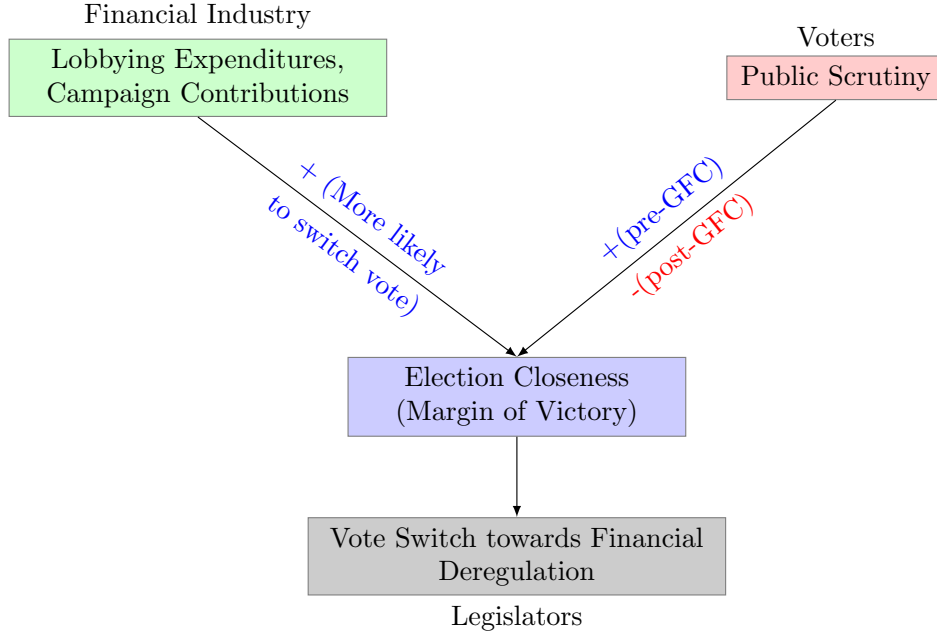 Financial Industry
Lobbying Expenditures,
Campaign Contributions
Voters
Public Scrutiny
+ (More likely
to switch vote)
+(pre-GFC)
-(post-GFC)
Election Closeness
(Margin of Victory)
Vote Switch towards Financial
Deregulation
Legislators